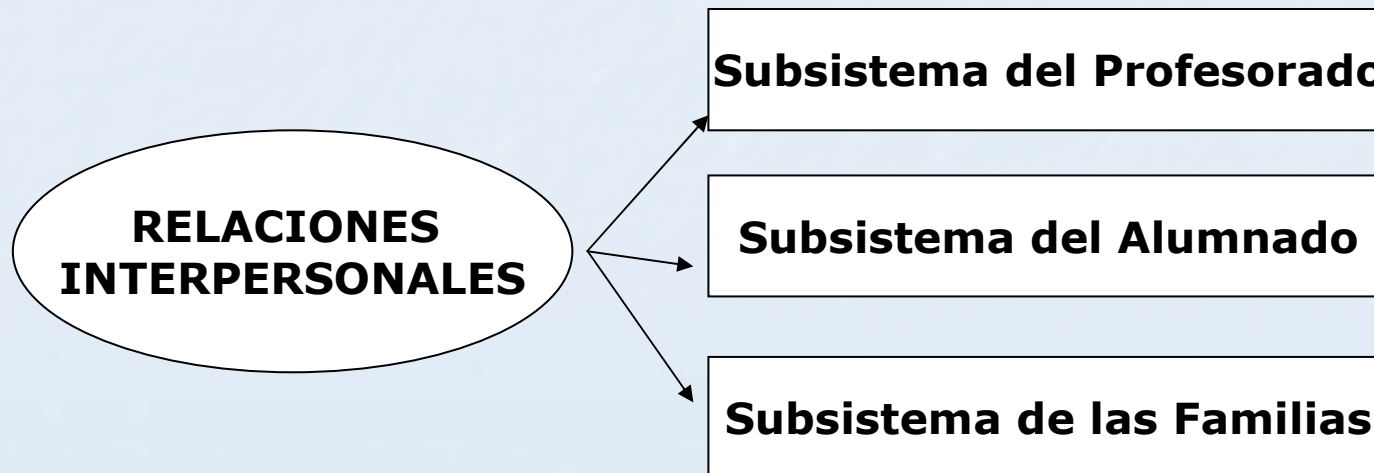 Subsistema del Profesorado
RELACIONES
INTERPERSONALES
Subsistema del Alumnado
Subsistema de las Familias